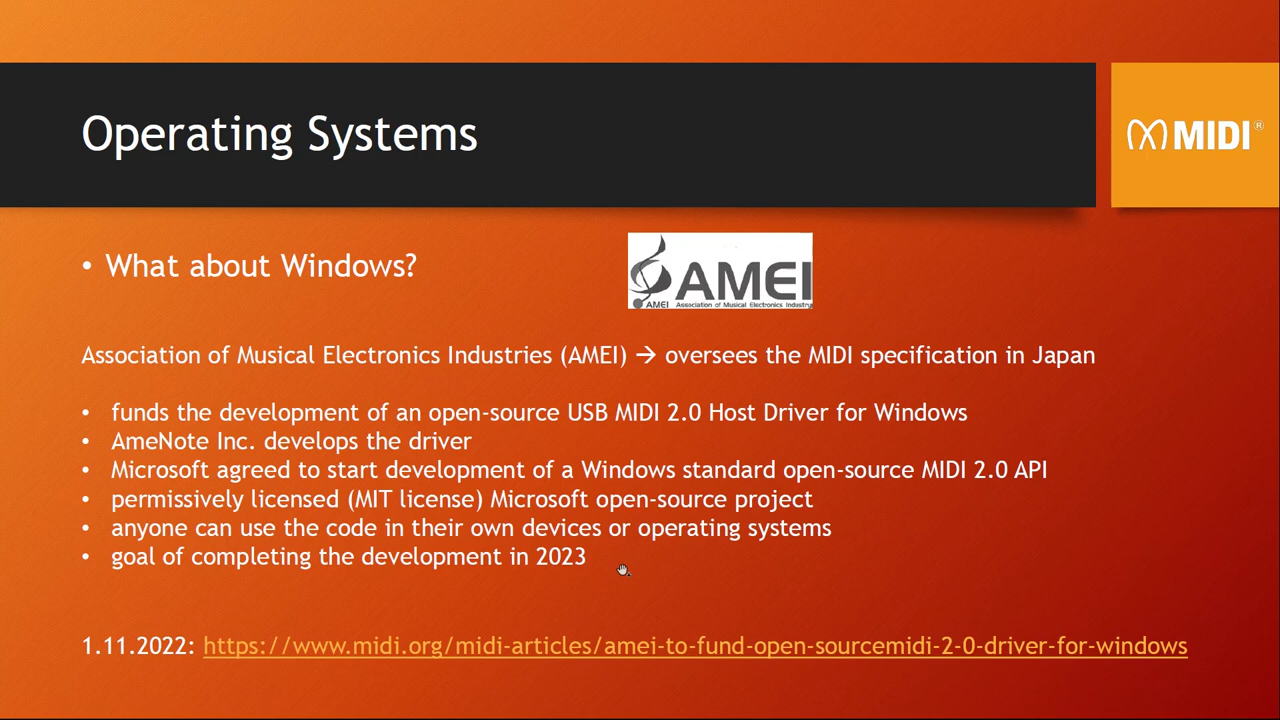 Operating Systems
MIDI®
• What about Windows?
AMEI
AMEI Association of Musical Electronics Industry
Association of Musical Electronics Industries (AMEI) → oversees the MIDI specification in Japan
• funds the development of an open-source USB MIDI 2.0 Host Driver for Windows
• AmeNote Inc. develops the driver
• Microsoft agreed to start development of a Windows standard open-source MIDI 2.0 API
• permissively licensed (MIT license) Microsoft open-source project
• anyone can use the code in their own devices or operating systems
• goal of completing the development in 2023
1.11.2022: https://www.midi.org/midi-articles/amei-to-fund-open-sourcemidi-2-0-driver-for-windows